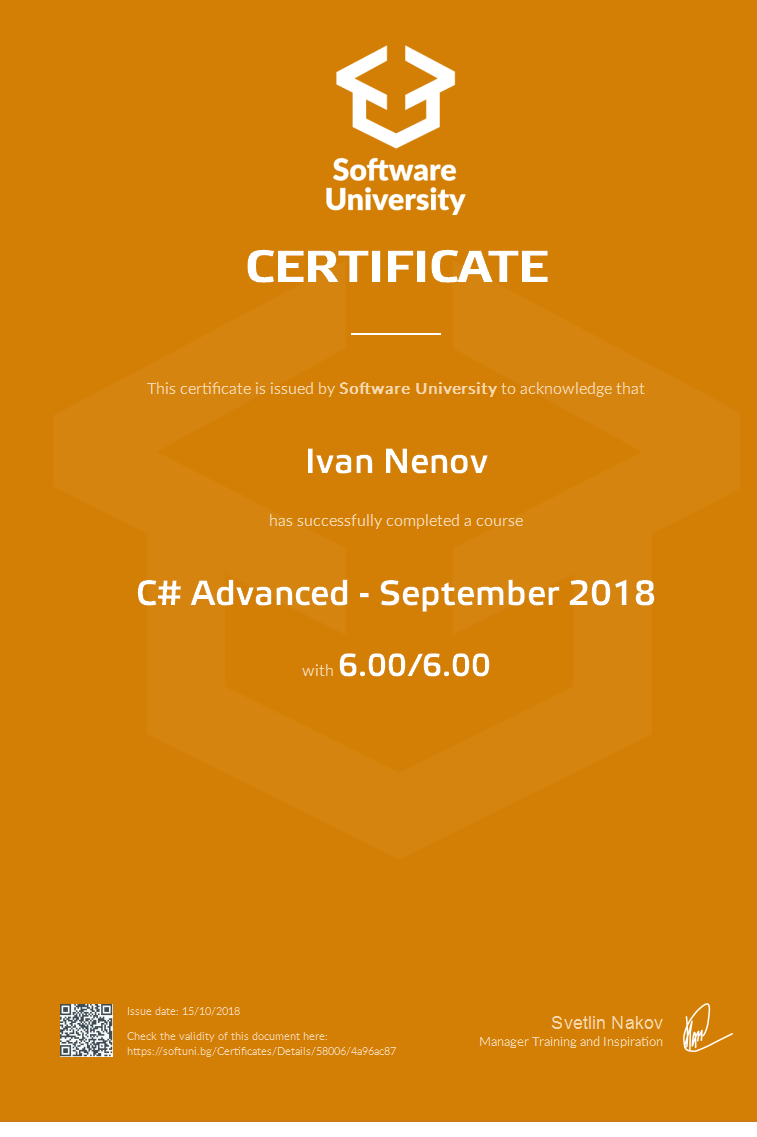 Software
University
CERTIFICATE
This certificate is issued by Software University to acknowledge that
Ivan Nenov
has successfully completed a course
C# Advanced - September 2018
with 6.00/6.00
Issue date: 15/10/2018
Check the validity of this document here:
https://softuni.bg/Certificates/Details/58006/4a96ac87
Svetlin Nakov
Manager Training and Inspiration